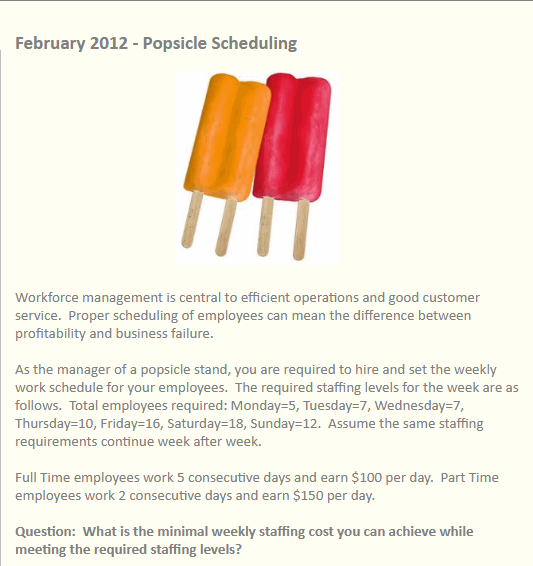 February 2012 - Popsicle Scheduling
Workforce management is central to efficient operations and good customer
service.  Proper scheduling of employees can mean the difference between
profitability and business failure.
As the manager of a popsicle stand, you are required to hire and set the weekly
work schedule for your employees.  The required staffing levels for the week are as
follows.  Total employees required: Monday=5, Tuesday=7, Wednesday=7,
Thursday=10, Friday=16, Saturday=18, Sunday=12.  Assume the same staffing
requirements continue week after week.
Full Time employees work 5 consecutive days and earn $100 per day.  Part Time
employees work 2 consecutive days and earn $150 per day.
Question:  What is the minimal weekly staffing cost you can achieve while
meeting the required staffing levels?